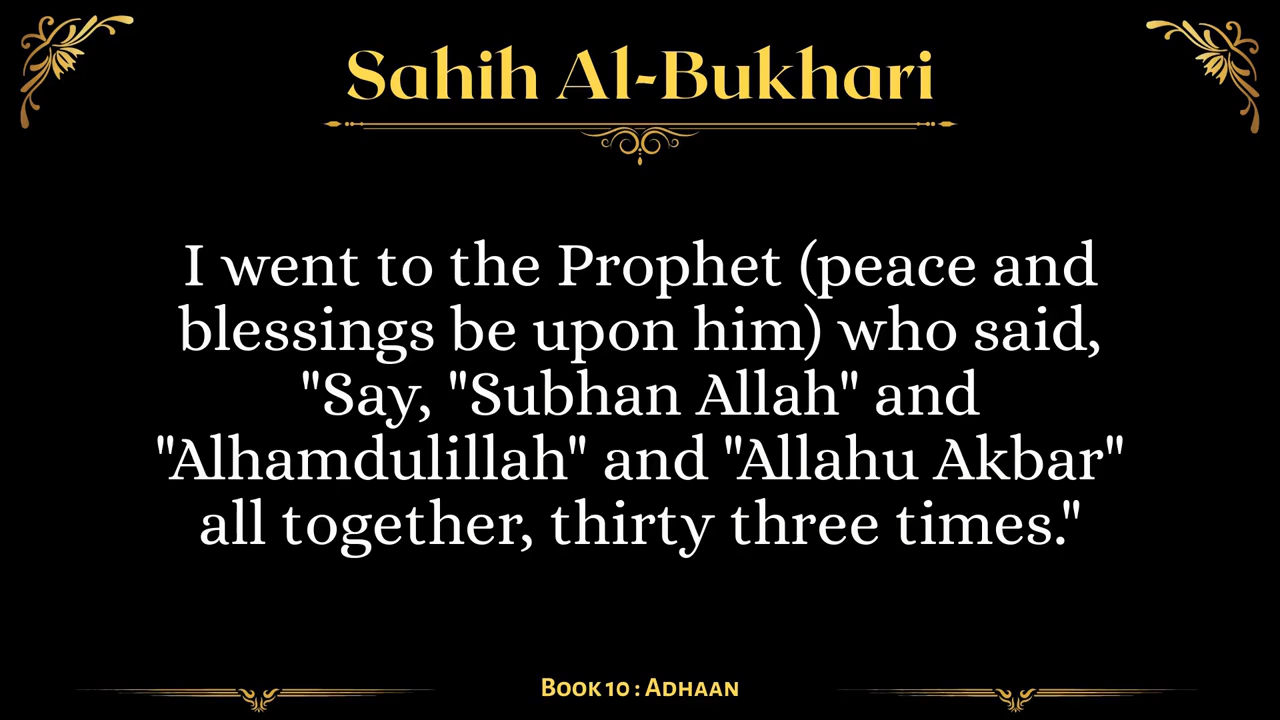 Sahih Al-Bukhari
I went to the Prophet (peace and
blessings be upon him) who said,
"Say, "Subhan Allah" and
"Alhamdulillah" and "Allahu Akbar"
all together, thirty three times."
Book 10 : Adhaan